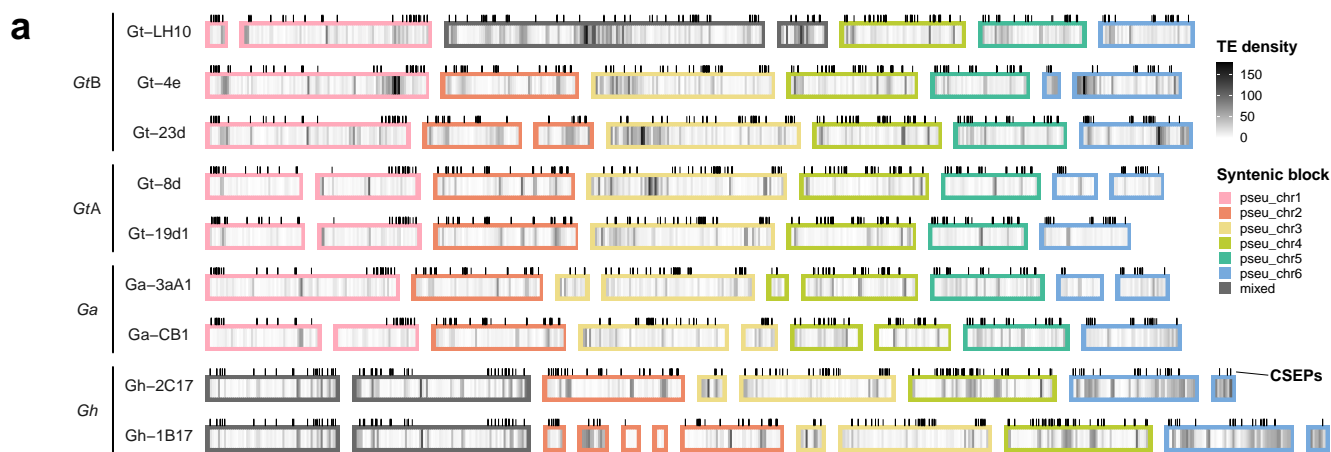 a
GtB
Gt–LH10
Gt–4e
Gt–23d
GtA
Gt–8d
Gt–19d1
Ga
Ga–3aA1
Ga–CB1
Gh
Gh–2C17
Gh–1B17
CSEPs
TE density
150
100
50
0
Syntenic block
pseu_chr1
pseu_chr2
pseu_chr3
pseu_chr4
pseu_chr5
pseu_chr6
mixed